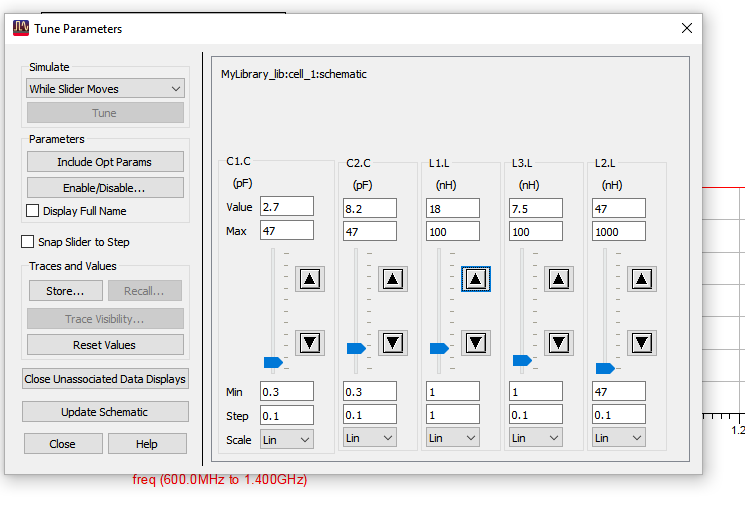 Tune Parameters
Simulate
While Slider Moves
Tune
Parameters
Include Opt Params
Enable/Disable...
Display Full Name
Snap Slider to Step
Traces and Values
Store... Recall...
Trace Visibility...
Reset Values
Close Unassociated Data Displays
Update Schematic
Close Help
MyLibrary_lib:cell_1:schematic
C1.C C2.C L1.L L3.L L2.L
(pF) (pF) (nH) (nH) (nH)
Value 2.7 8.2 18 7.5 47
Max 47 47 100 100 1000
Min 0.3 0.3 1 1 47
Step 0.1 0.1 1 0.1 0.1
Scale Lin Lin Lin Lin Lin
1.2
freq (600.0MHz to 1.400GHz)